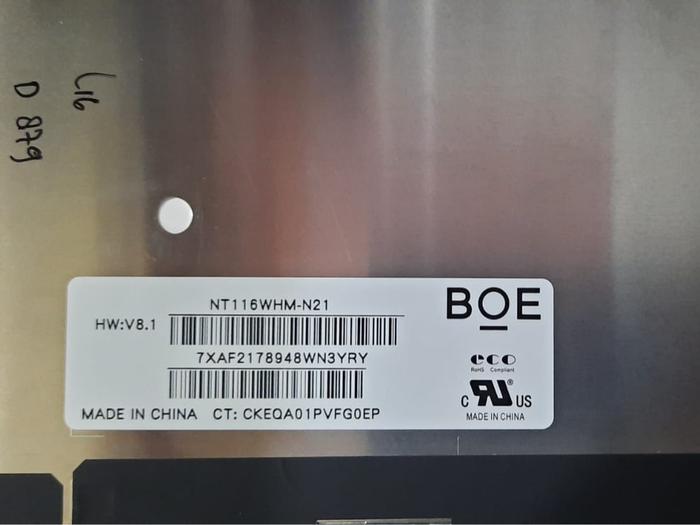 L16
D 879
NT116WHM-N21
HW:V8.1
7XAF2178948WN3YRY
MADE IN CHINA CT: CKEQA01PVFG0EP
BOE
eco
RoHS Compliant
C RU ® US
MADE IN CHINA